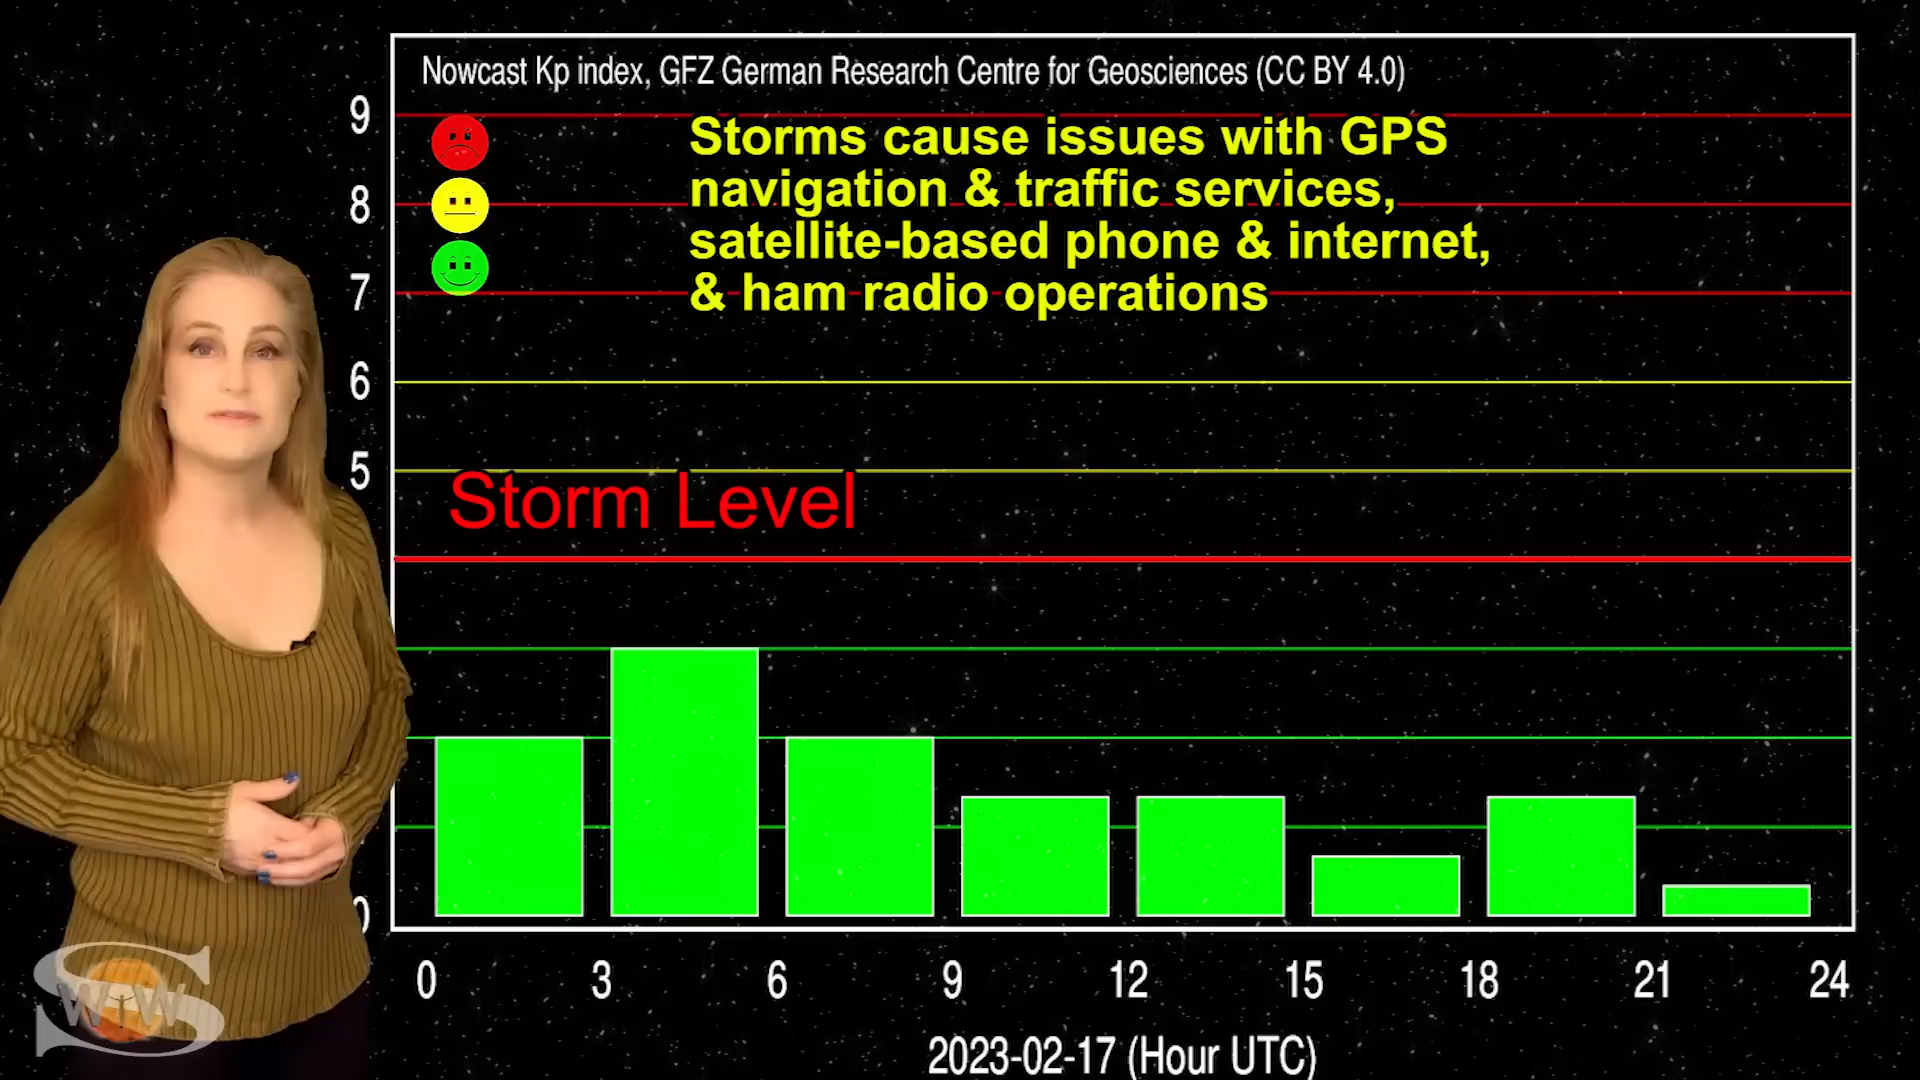 Nowcast Kp index, GFZ German Research Centre for Geosciences (CC BY 4.0)
Storms cause issues with GPS
navigation & traffic services,
satellite-based phone & internet,
& ham radio operations
9
8
7
6
5
Storm Level
0
0 3 6 9 12 15 18 21 24
2023-02-17 (Hour UTC)
SWTW